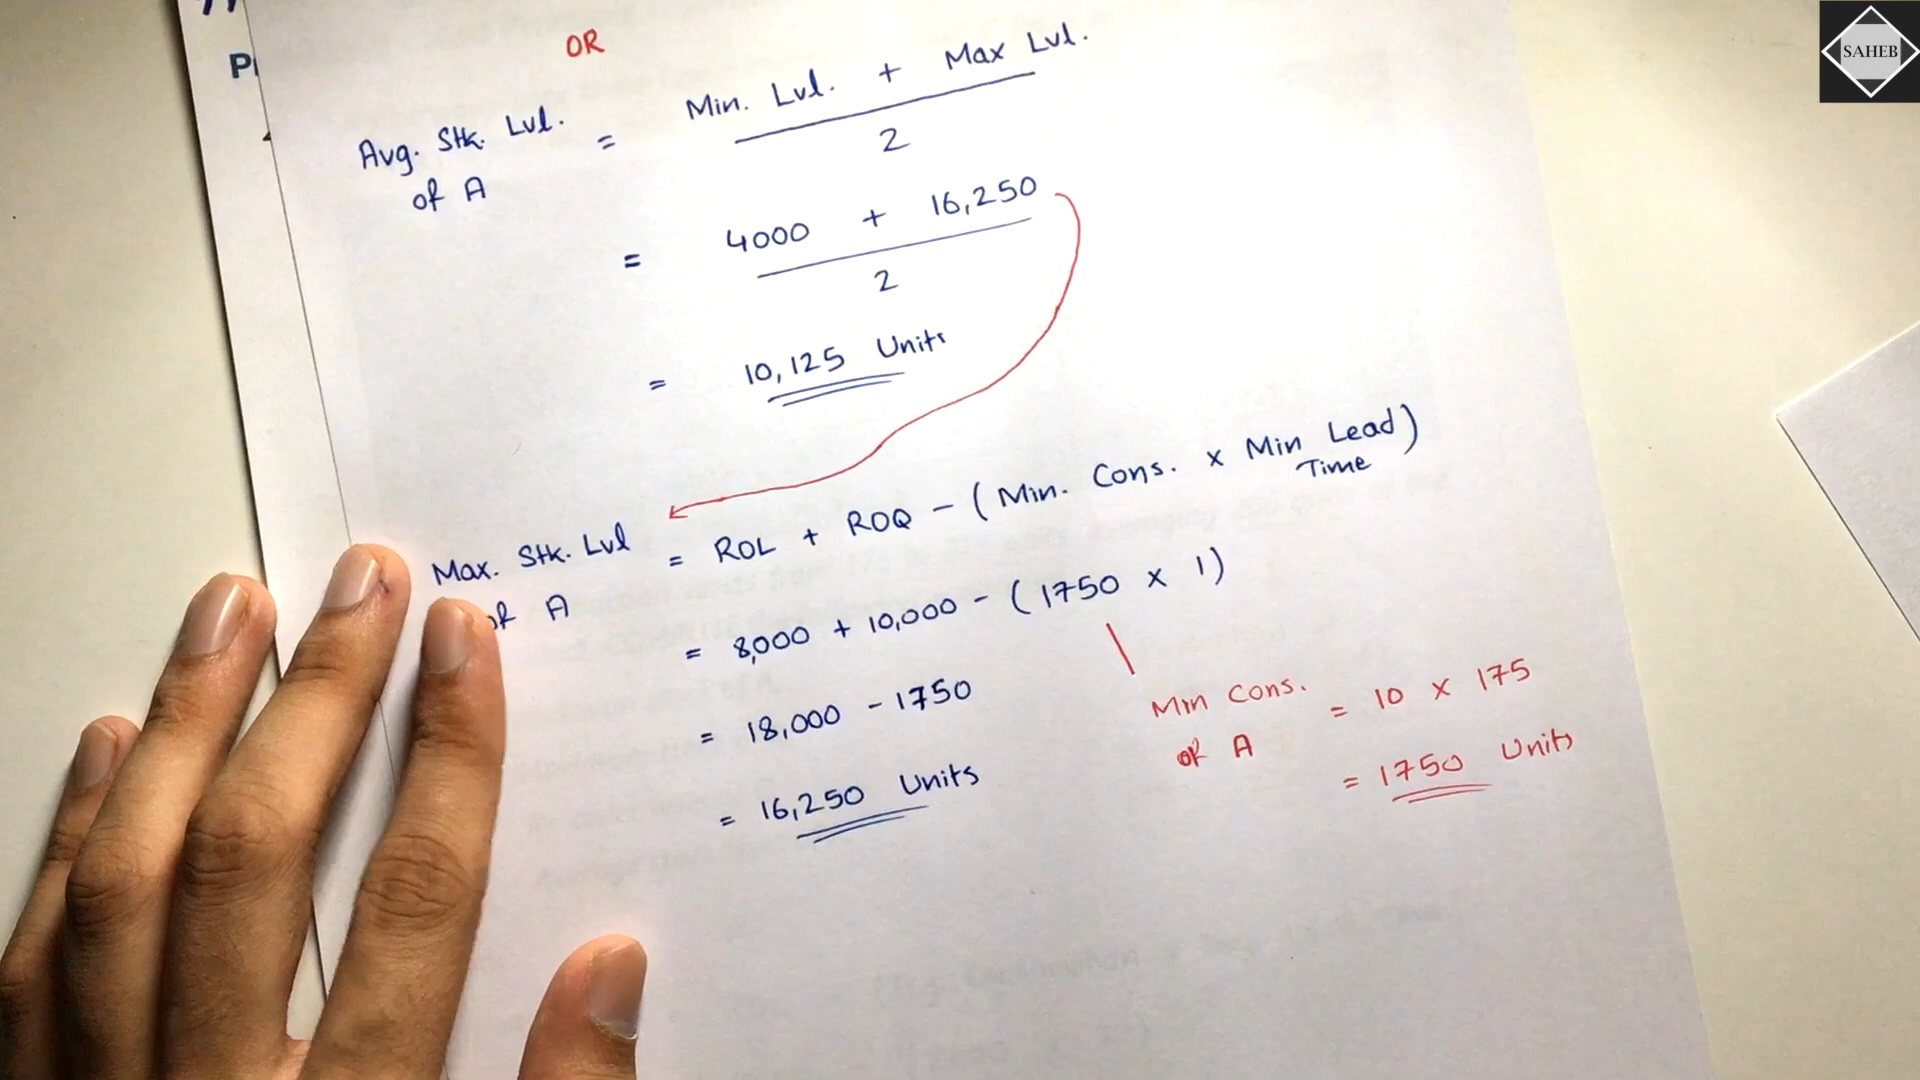 OR
Avg. Stk. Lvl. of A = Min. Lvl. + Max Lvl. / 2
= 4000 + 16,250 / 2
= 10,125 Units
Max. Stk. Lvl of A = ROL + ROQ - (Min. Cons. x Min Lead Time)
= 8,000 + 10,000 - (1750 x 1)
= 18,000 - 1750
= 16,250 Units
Min Cons. of A = 10 x 175
= 1750 Units
SAHEB